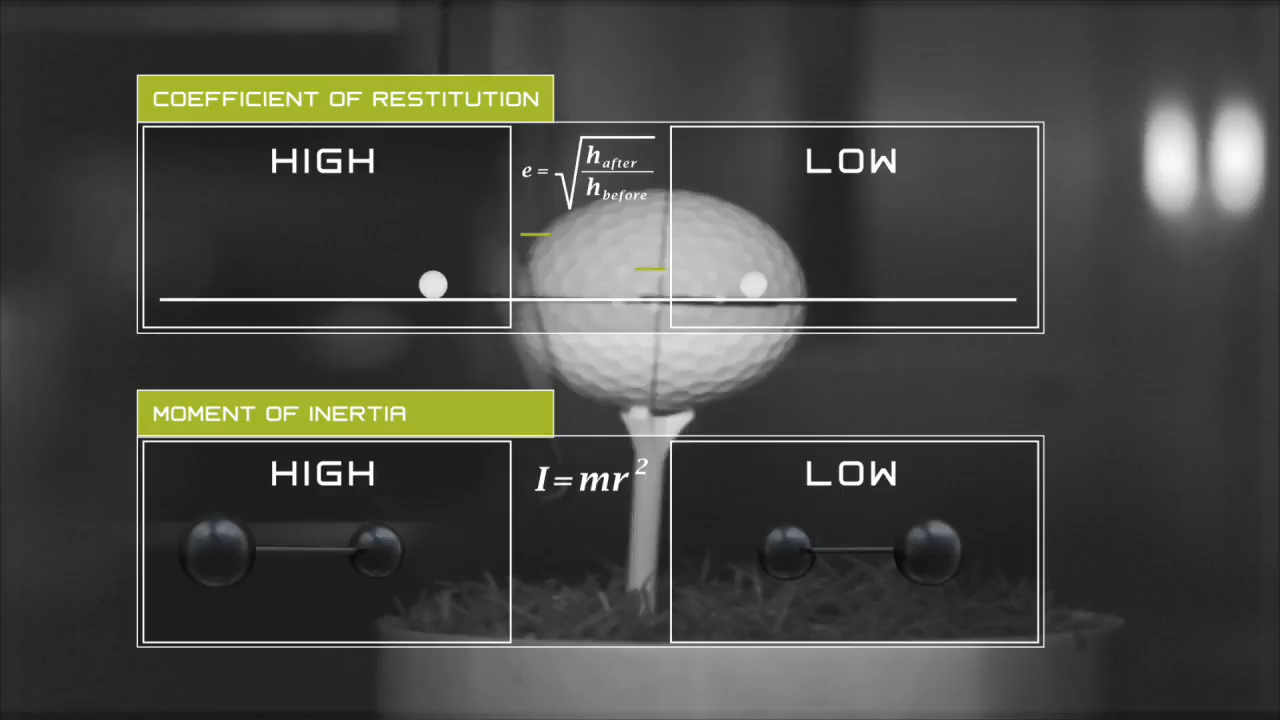 COEFFICIENT OF RESTITUTION
HIGH
e = √(h_after / h_before)
LOW
MOMENT OF INERTIA
HIGH
I = mr²
LOW